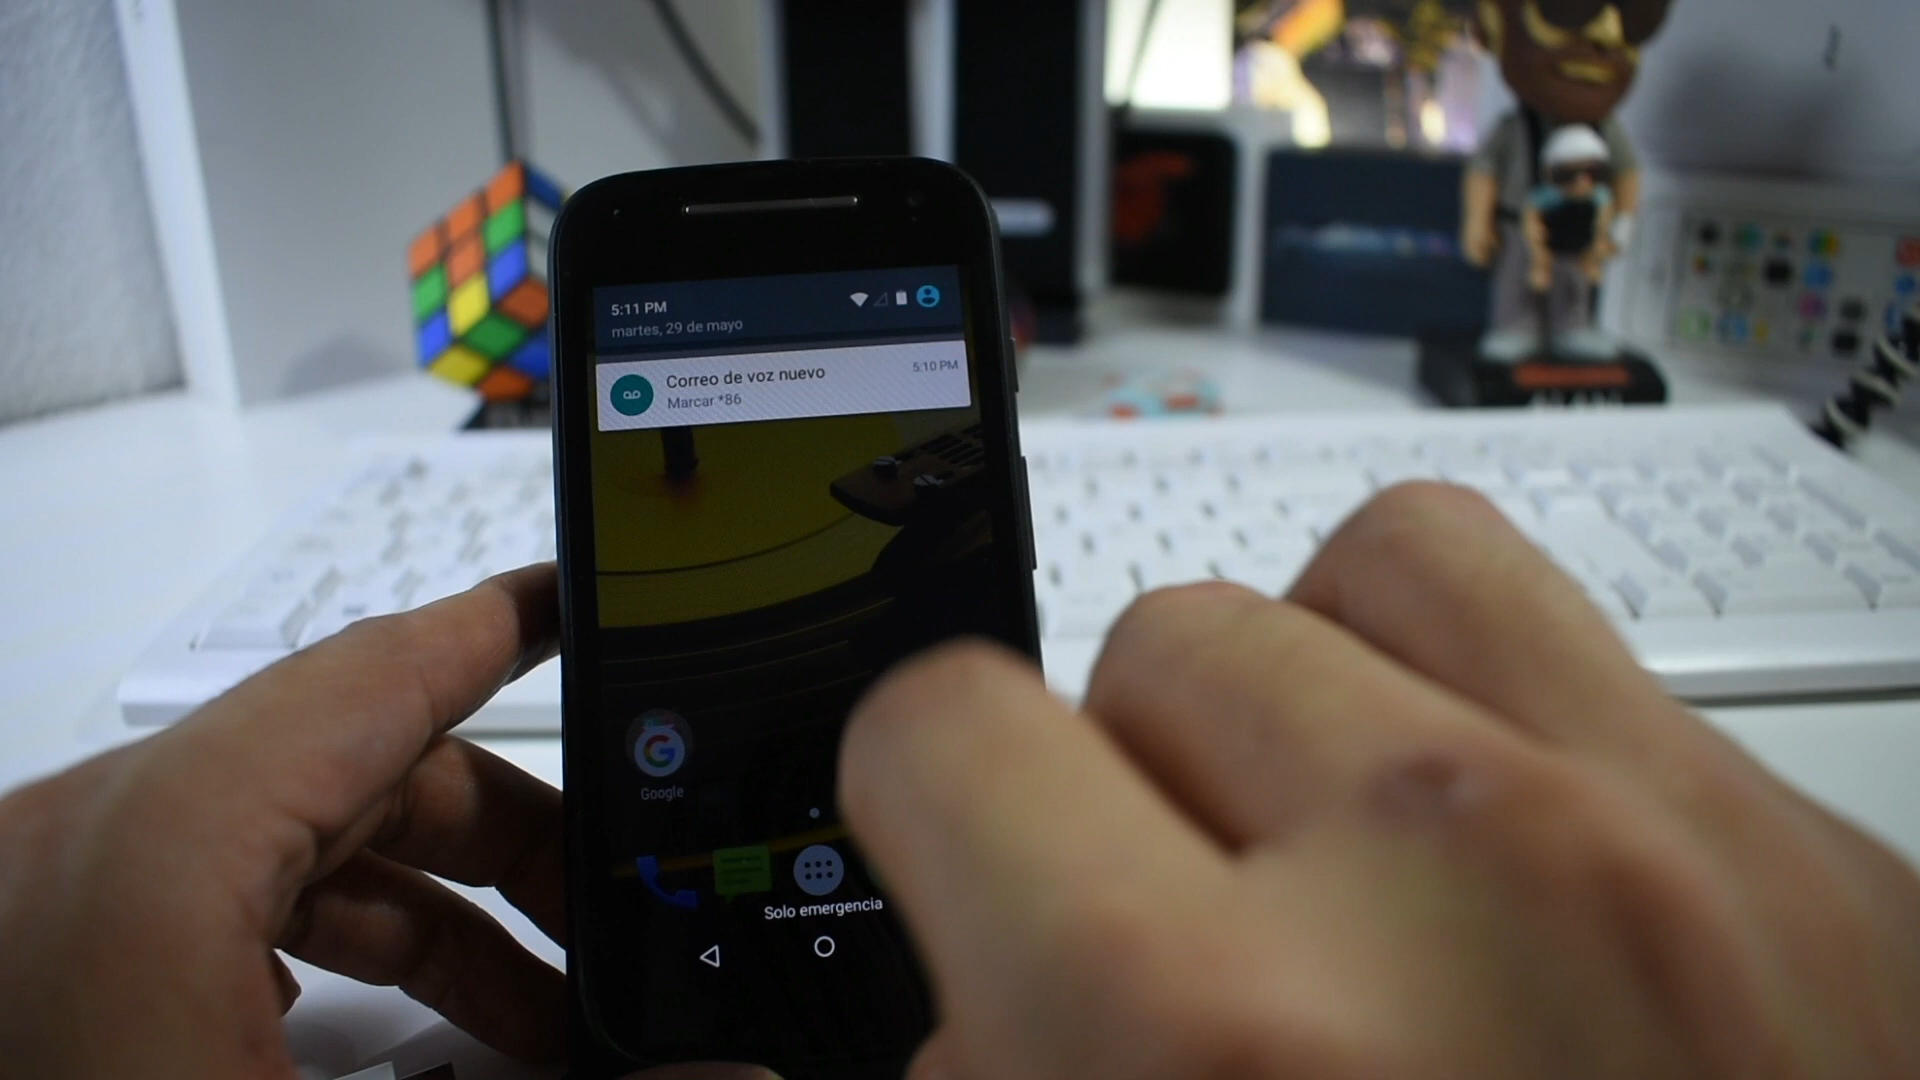 5:11 PM
martes, 29 de mayo
Correo de voz nuevo
5:10 PM
Marcar *86
Google
Solo emergencia